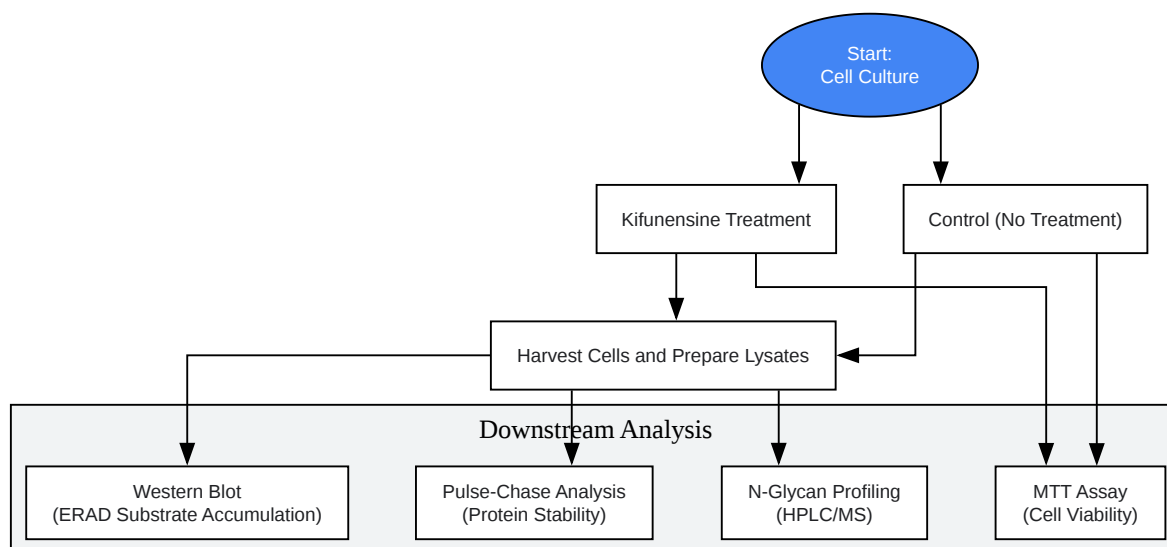 Start:
Cell Culture
Kifunensine Treatment
Control (No Treatment)
Harvest Cells and Prepare Lysates
Downstream Analysis
Western Blot
(ERAD Substrate Accumulation)
Pulse-Chase Analysis
(Protein Stability)
N-Glycan Profiling
(HPLC/MS)
MTT Assay
(Cell Viability)